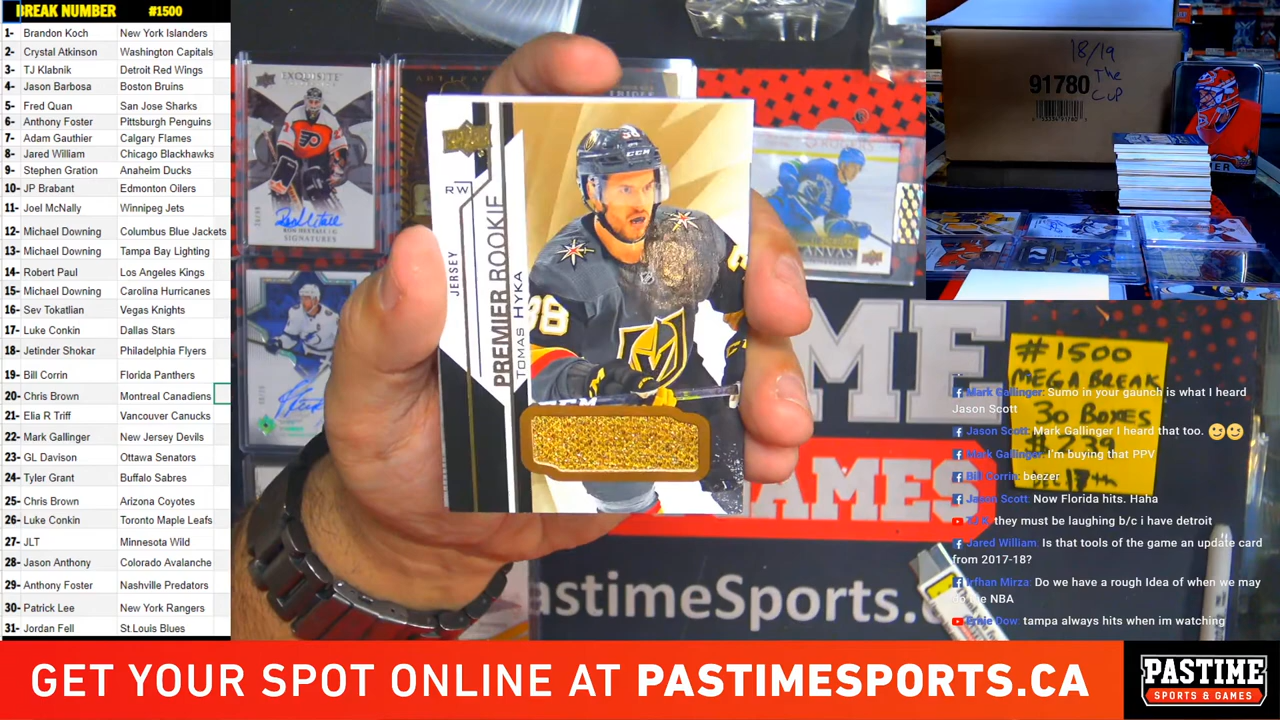 BREAK NUMBER #1500
1- Brandon Koch New York Islanders
2- Crystal Atkinson Washington Capitals
3- TJ Klabnik Detroit Red Wings
4- Jason Barbosa Boston Bruins
5- Fred Quan San Jose Sharks
6- Anthony Foster Pittsburgh Penguins
7- Adam Gauthier Calgary Flames
8- Jared William Chicago Blackhawks
9- Stephen Gration Anaheim Ducks
10- JP Brabant Edmonton Oilers
11- Joel McNally Winnipeg Jets
12- Michael Downing Columbus Blue Jackets
13- Michael Downing Tampa Bay Lighting
14- Robert Paul Los Angeles Kings
15- Michael Downing Carolina Hurricanes
16- Sev Tokatlian Vegas Knights
17- Luke Conkin Dallas Stars
18- Jetinder Shokar Philadelphia Flyers
19- Bill Corrin Florida Panthers
20- Chris Brown Montreal Canadiens
21- Elia R Triff Vancouver Canucks
22- Mark Gallinger New Jersey Devils
23- GL Davison Ottawa Senators
24- Tyler Grant Buffalo Sabres
25- Chris Brown Arizona Coyotes
26- Luke Conkin Toronto Maple Leafs
27- JLT Minnesota Wild
28- Jason Anthony Colorado Avalanche
29- Anthony Foster Nashville Predators
30- Patrick Lee New York Rangers
31- Jordan Fell St Louis Blues
EXQUISITE
SIGNATURES
RW
JERSEY
PREMIER ROOKIE
TOMAS HYKA
CCM
ROGERS
CANVAS
18/19
The
CUP
91780
ME
GAMES
PastimeSports.c
#1500
MEGA BREAK
30 BOXES
Mark Gallinger: Sumo in your gaunch is what I heard
Jason Scott
Jason Scott: Mark Gallinger I heard that too. 😉😉
Mark Gallinger: I'm buying that PPV
Bill Corrin: beezer
Jason Scott: Now Florida hits. Haha
they must be laughing b/c i have detroit
Jared William: Is that tools of the game an update card
from 2017-18?
Irfhan Mirza: Do we have a rough Idea of when we may
the NBA
Ernie Dow: tampa always hits when im watching
GET YOUR SPOT ONLINE AT PASTIMESPORTS.CA
PASTIME
SPORTS & GAMES